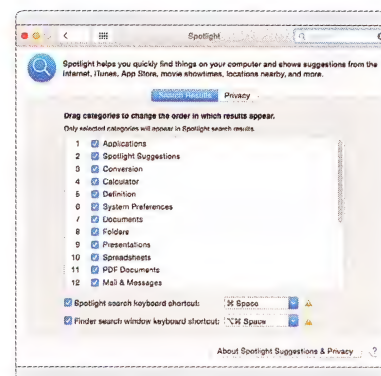 Spotlight
Spotlight helps you quickly find things on your computer and shows suggestions from the
Internet, iTunes, App Store, movie showtimes, locations nearby, and more.
Search Results Privacy
Drag categories to change the order in which results appear.
Only selected categories will appear in Spotlight search results.
1 Applications
2 Spotlight Suggestions
3 Conversion
4 Calculator
5 Definition
6 System Preferences
7 Documents
8 Folders
9 Presentations
10 Spreadsheets
11 PDF Documents
12 Mail & Messages
Spotlight search keyboard shortcut: ⌘ Space
Finder search window keyboard shortcut: ⌥⌘ Space
About Spotlight Suggestions & Privacy ?